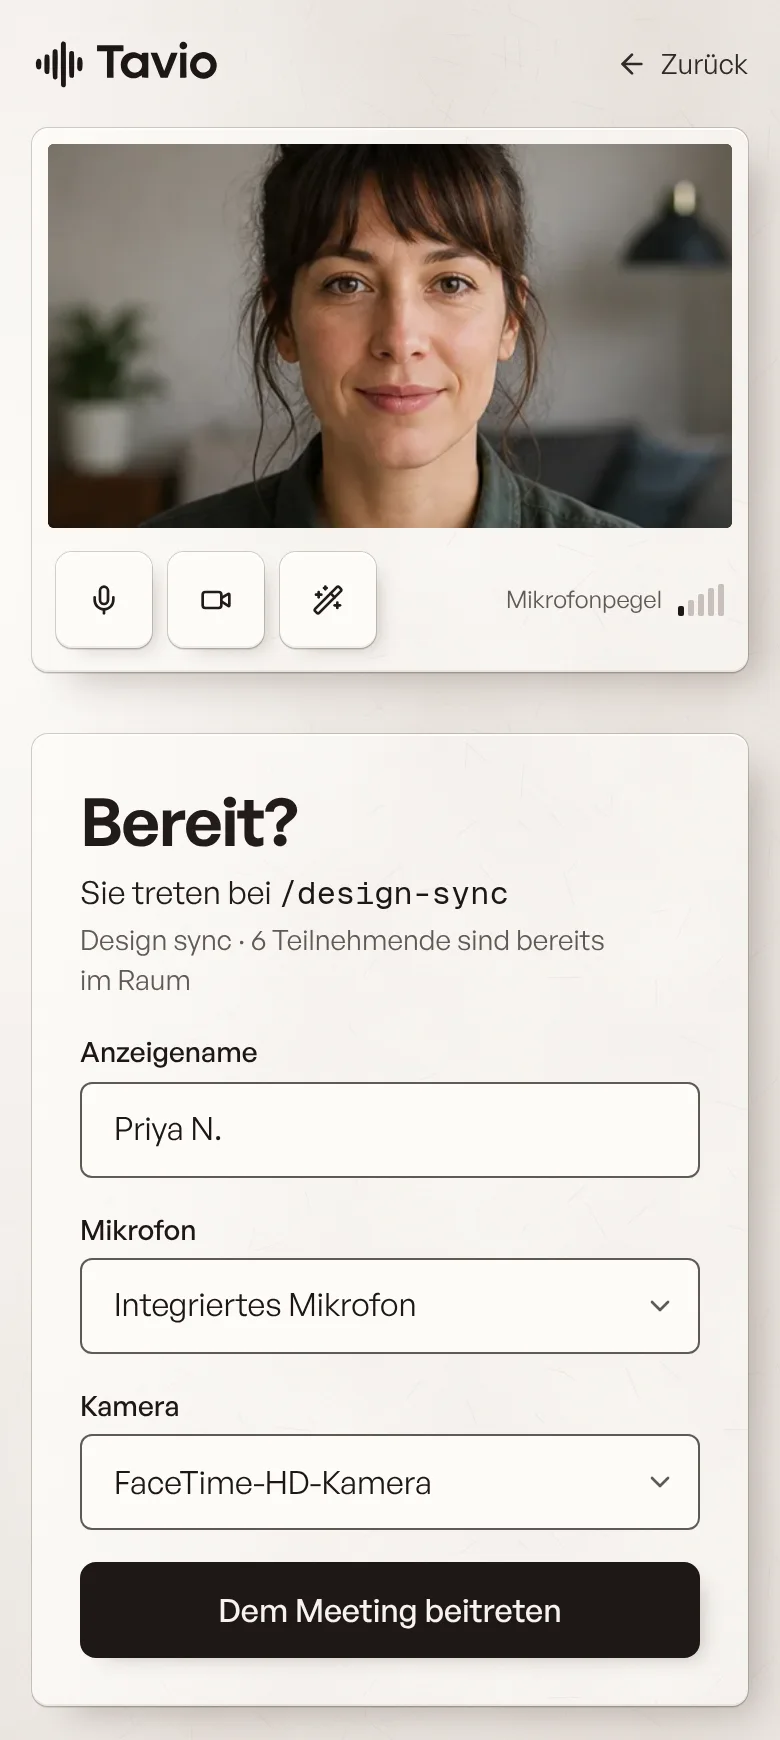 Tavio
Zurück
Mikrofonpegel
Bereit?
Sie treten bei /design-sync
Design sync · 6 Teilnehmende sind bereits
im Raum
Anzeigename
Priya N.
Mikrofon
Integriertes Mikrofon
Kamera
FaceTime-HD-Kamera
Dem Meeting beitreten